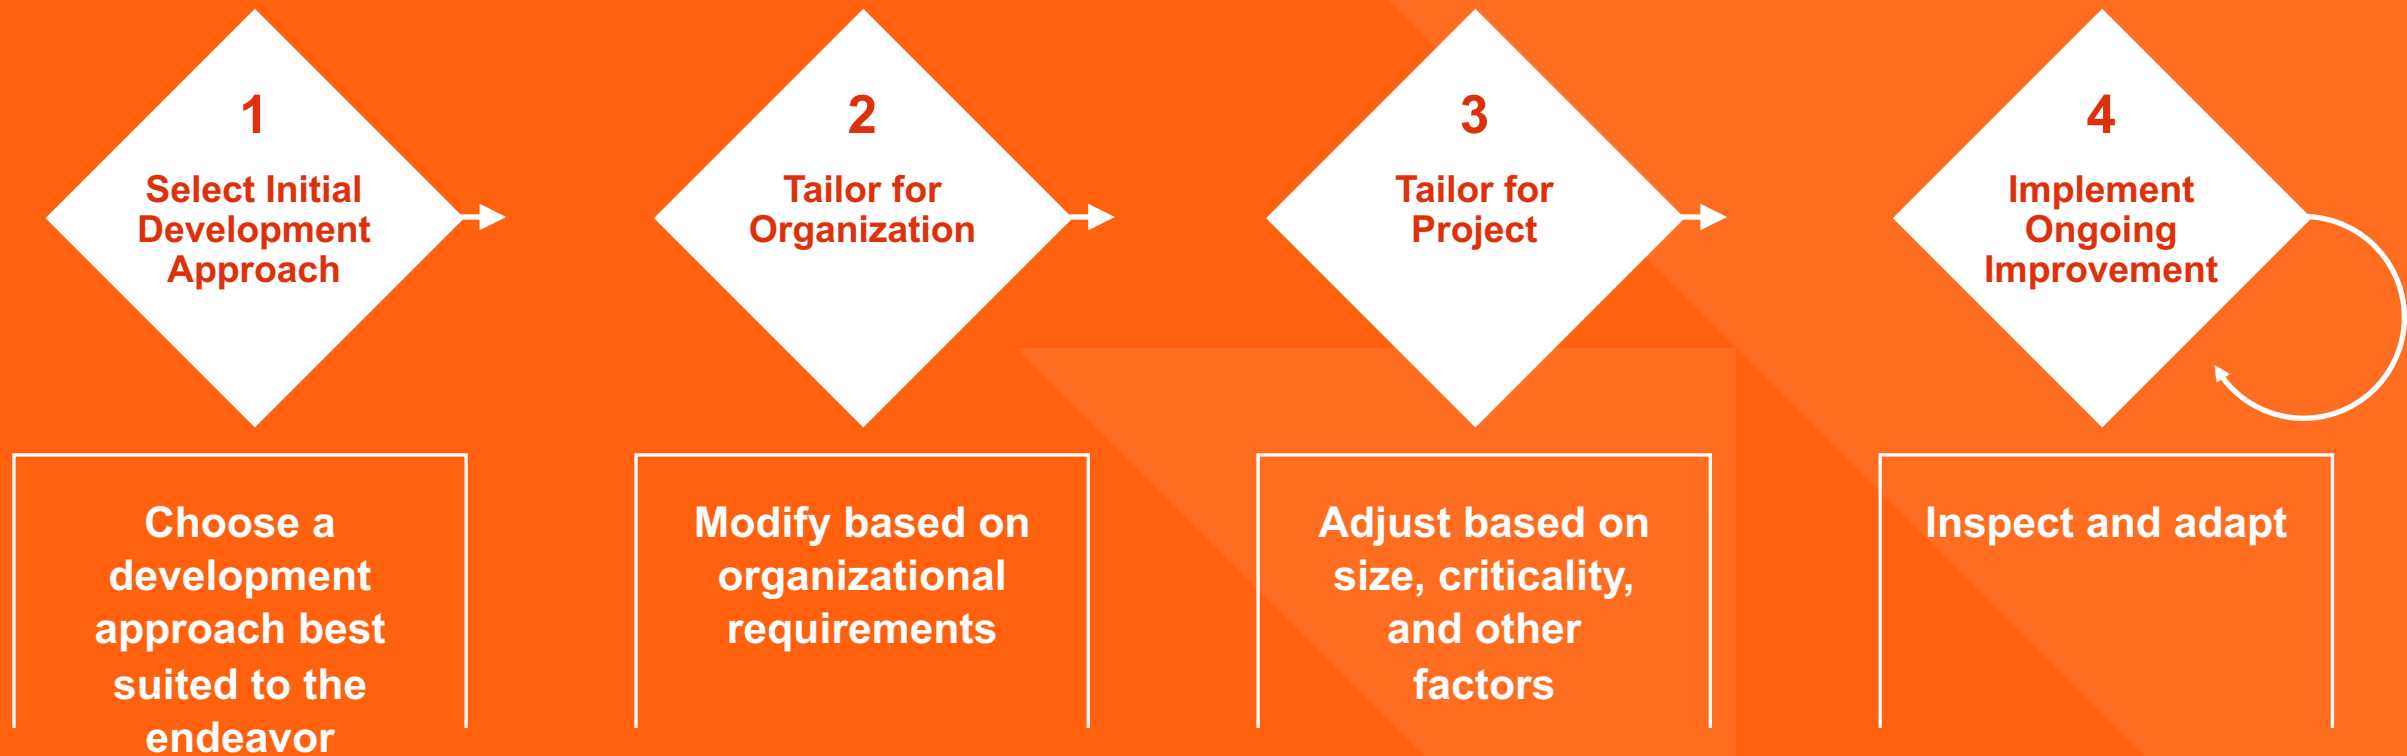 1
Select Initial
Development
Approach
2
Tailor for
Organization
3
Tailor for
Project
4
Implement
Ongoing
Improvement
Choose a
development
approach best
suited to the
endeavor
Modify based on
organizational
requirements
Adjust based on
size, criticality,
and other
factors
Inspect and adapt